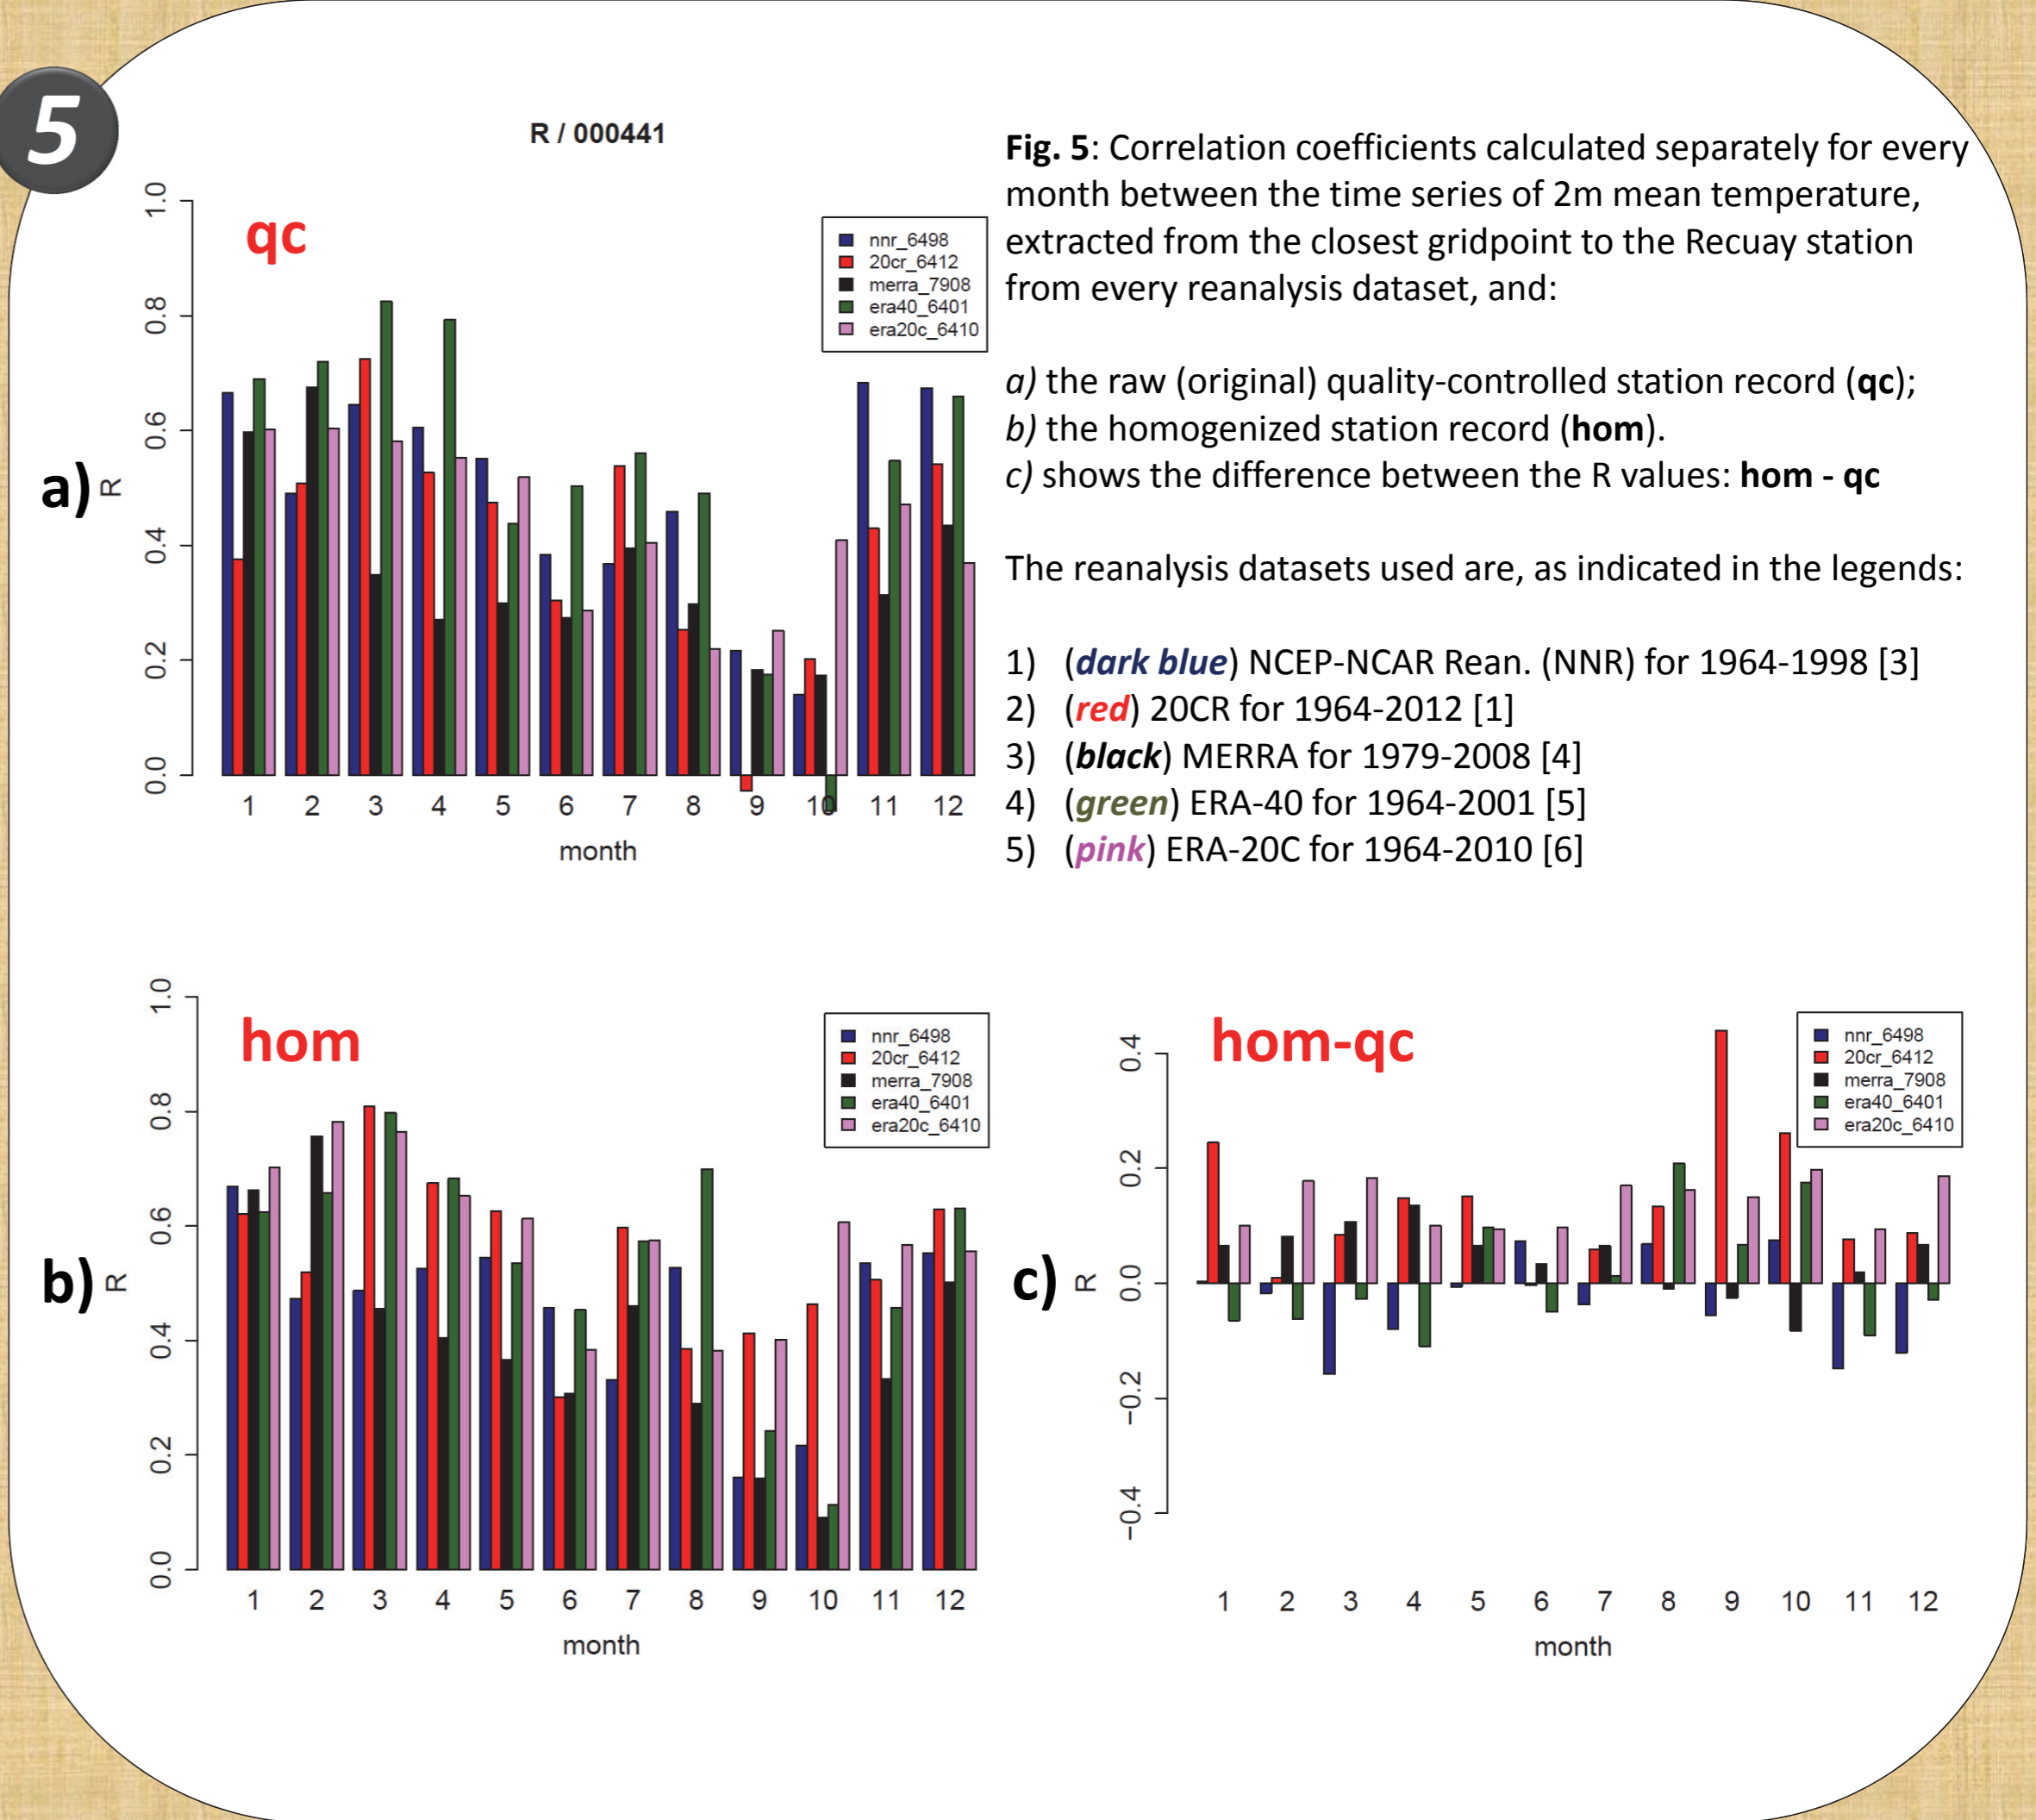 5
R / 000441
qc
1.0
0.8
0.6
0.4
0.2
0.0
a)
R
nnr_6498
20cr_6412
merra_7908
era40_6401
era20c_6410
1 2 3 4 5 6 7 8 9 10 11 12
month
Fig. 5: Correlation coefficients calculated separately for every
month between the time series of 2m mean temperature,
extracted from the closest gridpoint to the Recuay station
from every reanalysis dataset, and:
a) the raw (original) quality-controlled station record (qc);
b) the homogenized station record (hom).
c) shows the difference between the R values: hom - qc
The reanalysis datasets used are, as indicated in the legends:
1) (dark blue) NCEP-NCAR Rean. (NNR) for 1964-1998 [3]
2) (red) 20CR for 1964-2012 [1]
3) (black) MERRA for 1979-2008 [4]
4) (green) ERA-40 for 1964-2001 [5]
5) (pink) ERA-20C for 1964-2010 [6]
hom
1.0
0.8
0.6
0.4
0.2
0.0
b)
R
nnr_6498
20cr_6412
merra_7908
era40_6401
era20c_6410
1 2 3 4 5 6 7 8 9 10 11 12
month
hom-qc
0.4
0.2
0.0
−0.2
−0.4
c)
R
nnr_6498
20cr_6412
merra_7908
era40_6401
era20c_6410
1 2 3 4 5 6 7 8 9 10 11 12
month